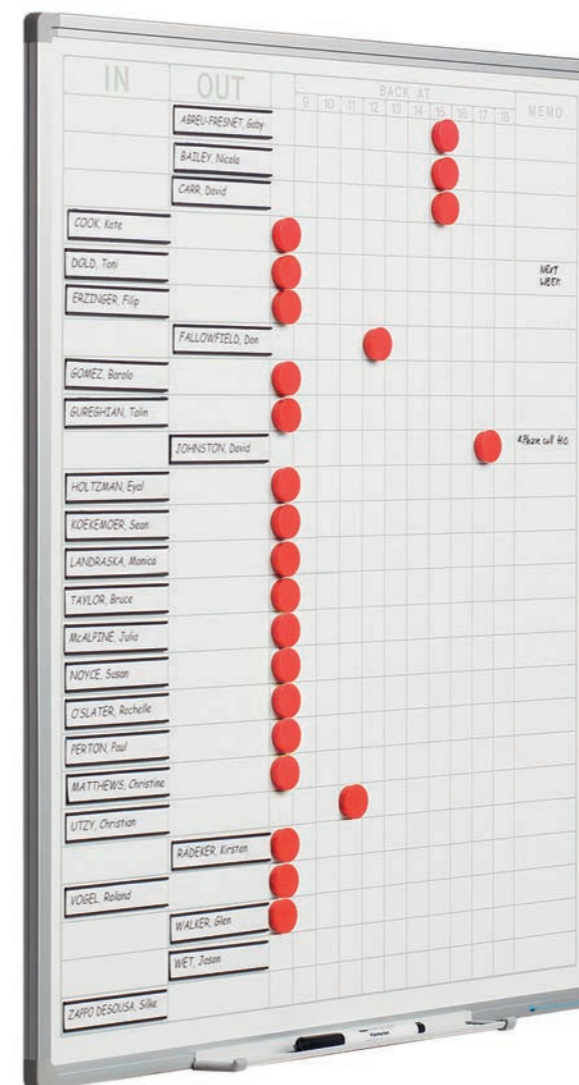 IN OUT BACK AT MEMO
9 10 11 12 13 14 15 16 17 18
ABREU-FRESNET, Gaby
BAILEY, Nicola
CARR, David
COOK, Kate
DOLD, Toni
NEXT
WEEK
ERZINGER, Filip
FALLOWFIELD, Don
GOMEZ, Barolo
GUREGHIAN, Talin
JOHNSTON, David
Please call H.O.
HOLTZMAN, Eyal
KOEKEMOER, Sean
LANDRASKA, Monica
TAYLOR, Bruce
McALPINE, Julia
NOYCE, Susan
O'SLATER, Rachelle
PERTON, Paul
MATTHEWS, Christine
UTZY, Christian
RADEKER, Kirsten
VOGEL, Roland
WALKER, Glen
WET, Jason
ZAPPO DESOUSA, Silke